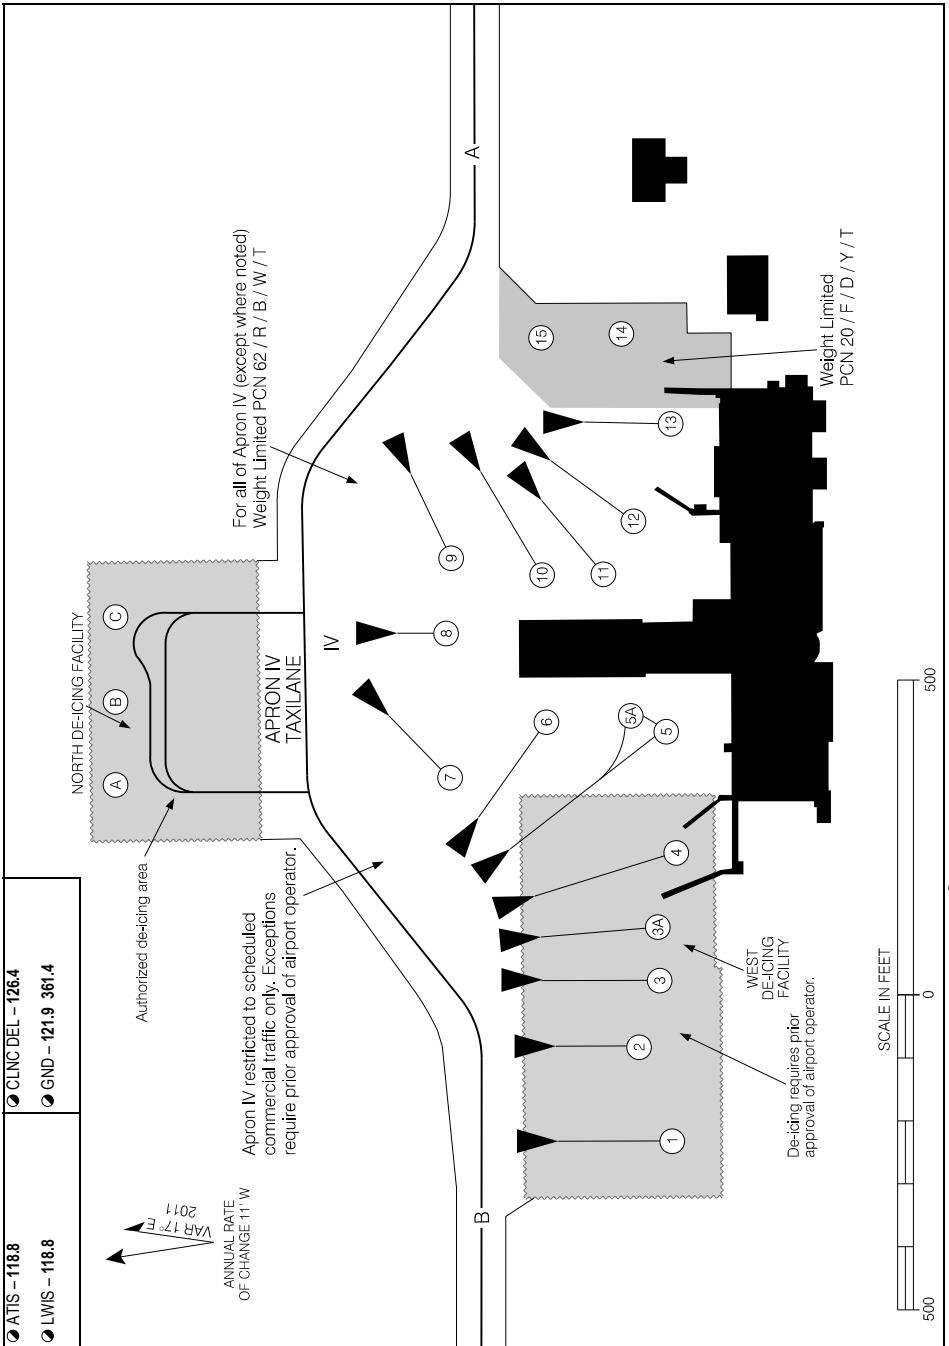 ATIS – 118.8
LWIS – 118.8
CLNC DEL – 126.4
GND – 121.9 361.4
VAR 17° E
2011
ANNUAL RATE
OF CHANGE 11' W
NORTH DE-ICING FACILITY
A
B
C
Authorized de-icing area
APRON IV
TAXILANE
IV
For all of Apron IV (except where noted)
Weight Limited PCN 62 / R / B / W / T
Apron IV restricted to scheduled
commercial traffic only. Exceptions
require prior approval of airport operator.
B
A
1
2
3
3A
4
5
5A
6
7
8
9
10
11
12
13
14
15
WEST
DE-ICING
FACILITY
De-icing requires prior
approval of airport operator.
Weight Limited
PCN 20 / F / D / Y / T
SCALE IN FEET
500
0
500